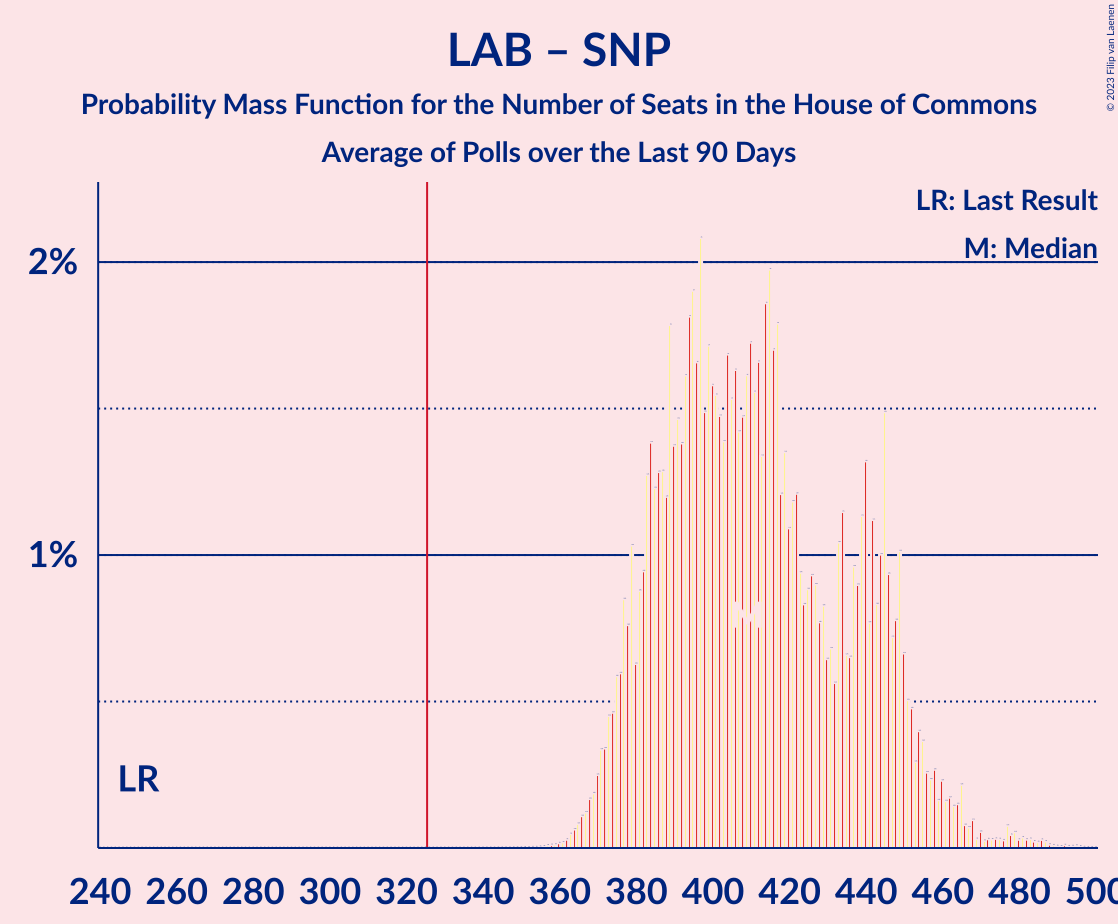 LAB – SNP
Probability Mass Function for the Number of Seats in the House of Commons
Average of Polls over the Last 90 Days
© 2023 Filip van Laenen
LR: Last Result
M: Median
2%
1%
LR
M
240 260 280 300 320 340 360 380 400 420 440 460 480 500